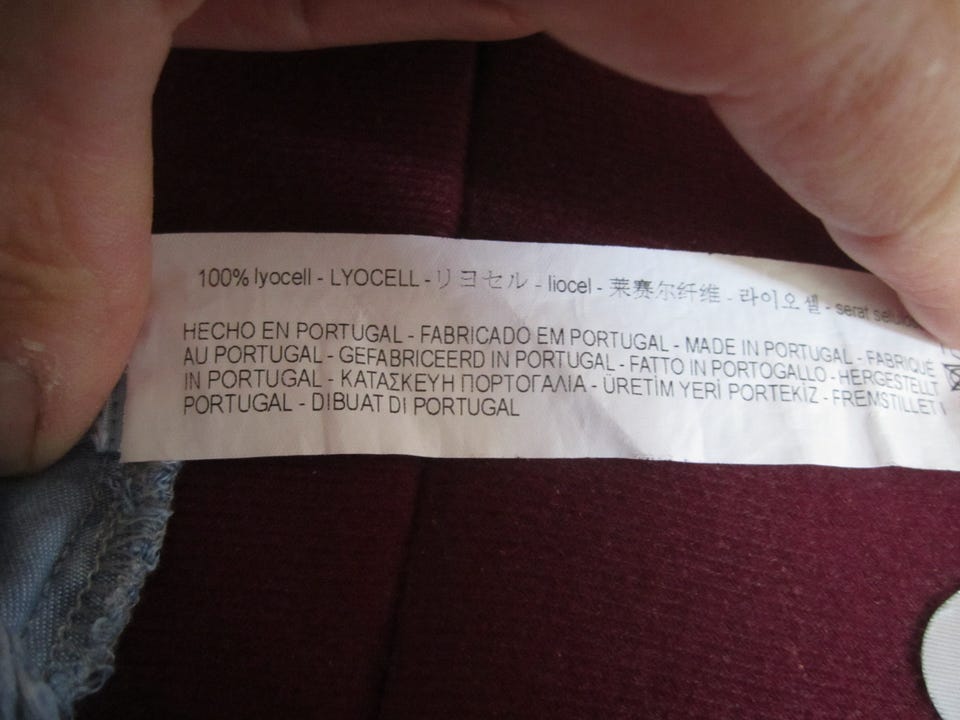 100% lyocell - LYOCELL - リヨセル - liocel - 莱赛尔纤维 - 라이오셀 - serat
HECHO EN PORTUGAL - FABRICADO EM PORTUGAL - MADE IN PORTUGAL - FABRIQUÉ
AU PORTUGAL - GEFABRICEERD IN PORTUGAL - FATTO IN PORTOGALLO - HERGESTELLT
IN PORTUGAL - ΚΑΤΑΣΚΕΥΗ ΠΟΡΤΟΓΑΛΙΑ - ÜRETİM YERİ PORTEKİZ - FREMSTILLET I
PORTUGAL - DIBUAT DI PORTUGAL